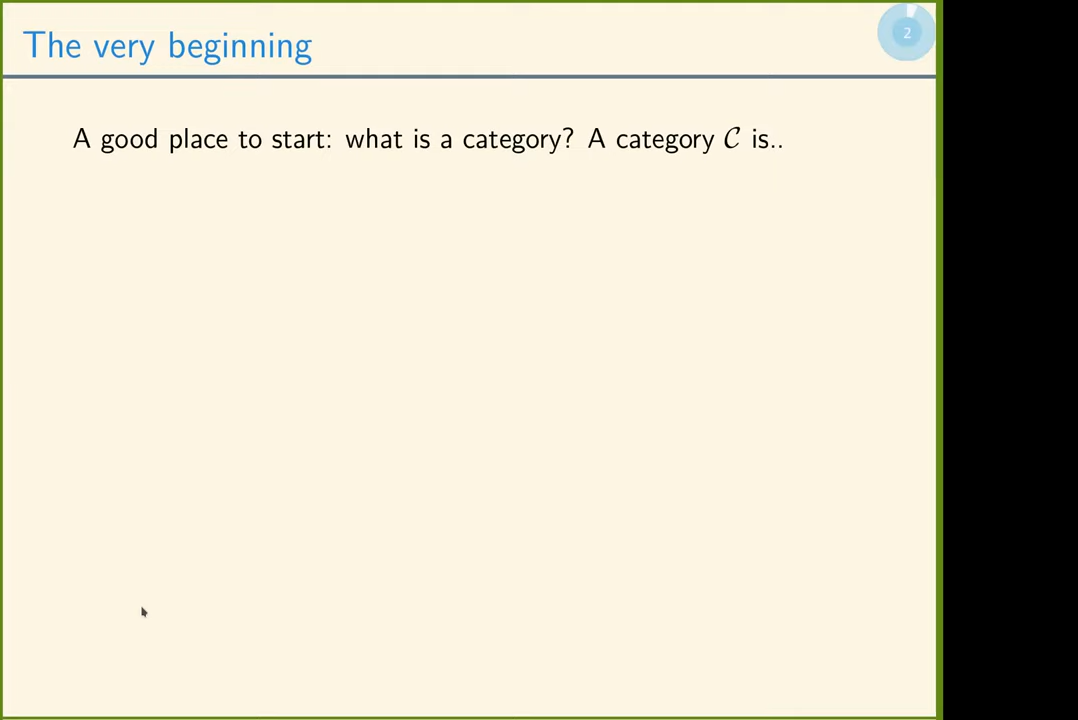 The very beginning
2
A good place to start: what is a category? A category 𝒞 is..